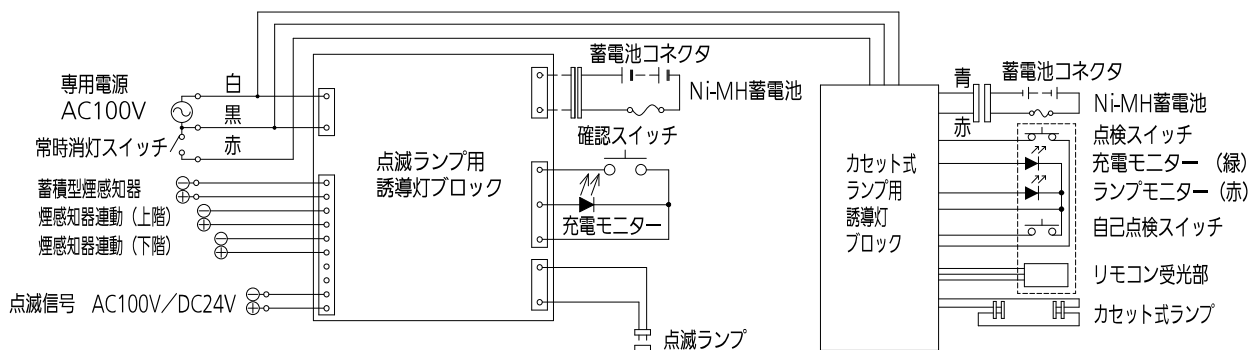 専用電源
AC100V
白
黒
赤
常時消灯スイッチ
蓄積型煙感知器
煙感知器連動（上階）
煙感知器連動（下階）
点滅信号 AC100V／DC24V
点滅ランプ用
誘導灯ブロック
蓄電池コネクタ
Ni-MH蓄電池
確認スイッチ
充電モニター
点滅ランプ
カセット式
ランプ用
誘導灯
ブロック
青
赤
蓄電池コネクタ
Ni-MH蓄電池
点検スイッチ
充電モニター（緑）
ランプモニター（赤）
自己点検スイッチ
リモコン受光部
カセット式ランプ